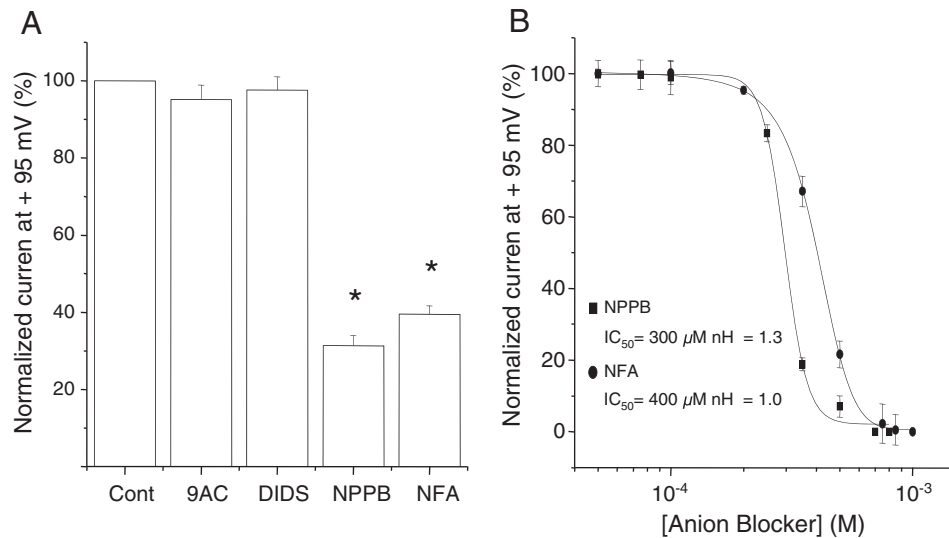 A
Normalized curren at + 95 mV (%)
100
80
60
40
20
*
*
Cont 9AC DIDS NPPB NFA
B
Normalized curren at + 95 mV (%)
100
80
60
40
20
0
NPPB
IC50= 300 µM nH = 1.3
NFA
IC50= 400 µM nH = 1.0
10-4 10-3
[Anion Blocker] (M)